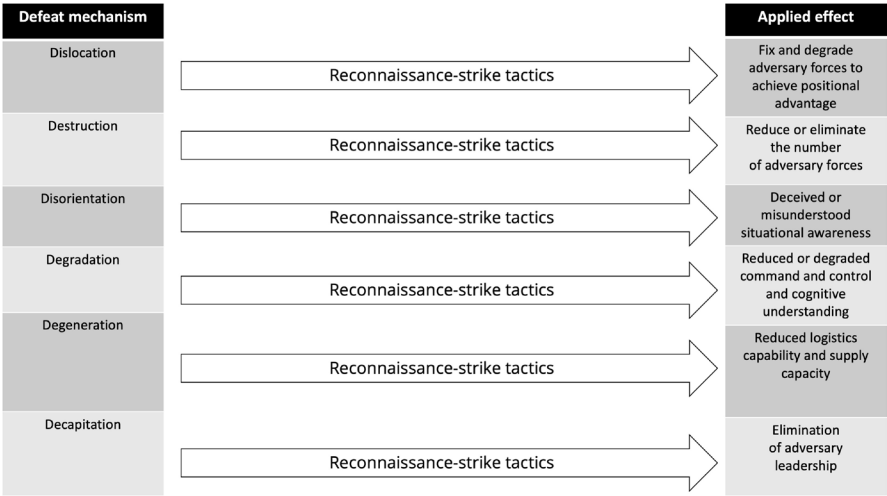 Defeat mechanism
Applied effect
Dislocation
Reconnaissance-strike tactics
Fix and degrade
adversary forces to
achieve positional
advantage
Destruction
Reconnaissance-strike tactics
Reduce or eliminate
the number
of adversary forces
Disorientation
Reconnaissance-strike tactics
Deceived or
misunderstood
situational awareness
Degradation
Reconnaissance-strike tactics
Reduced or degraded
command and control
and cognitive
understanding
Degeneration
Reconnaissance-strike tactics
Reduced logistics
capability and supply
capacity
Decapitation
Reconnaissance-strike tactics
Elimination
of adversary
leadership